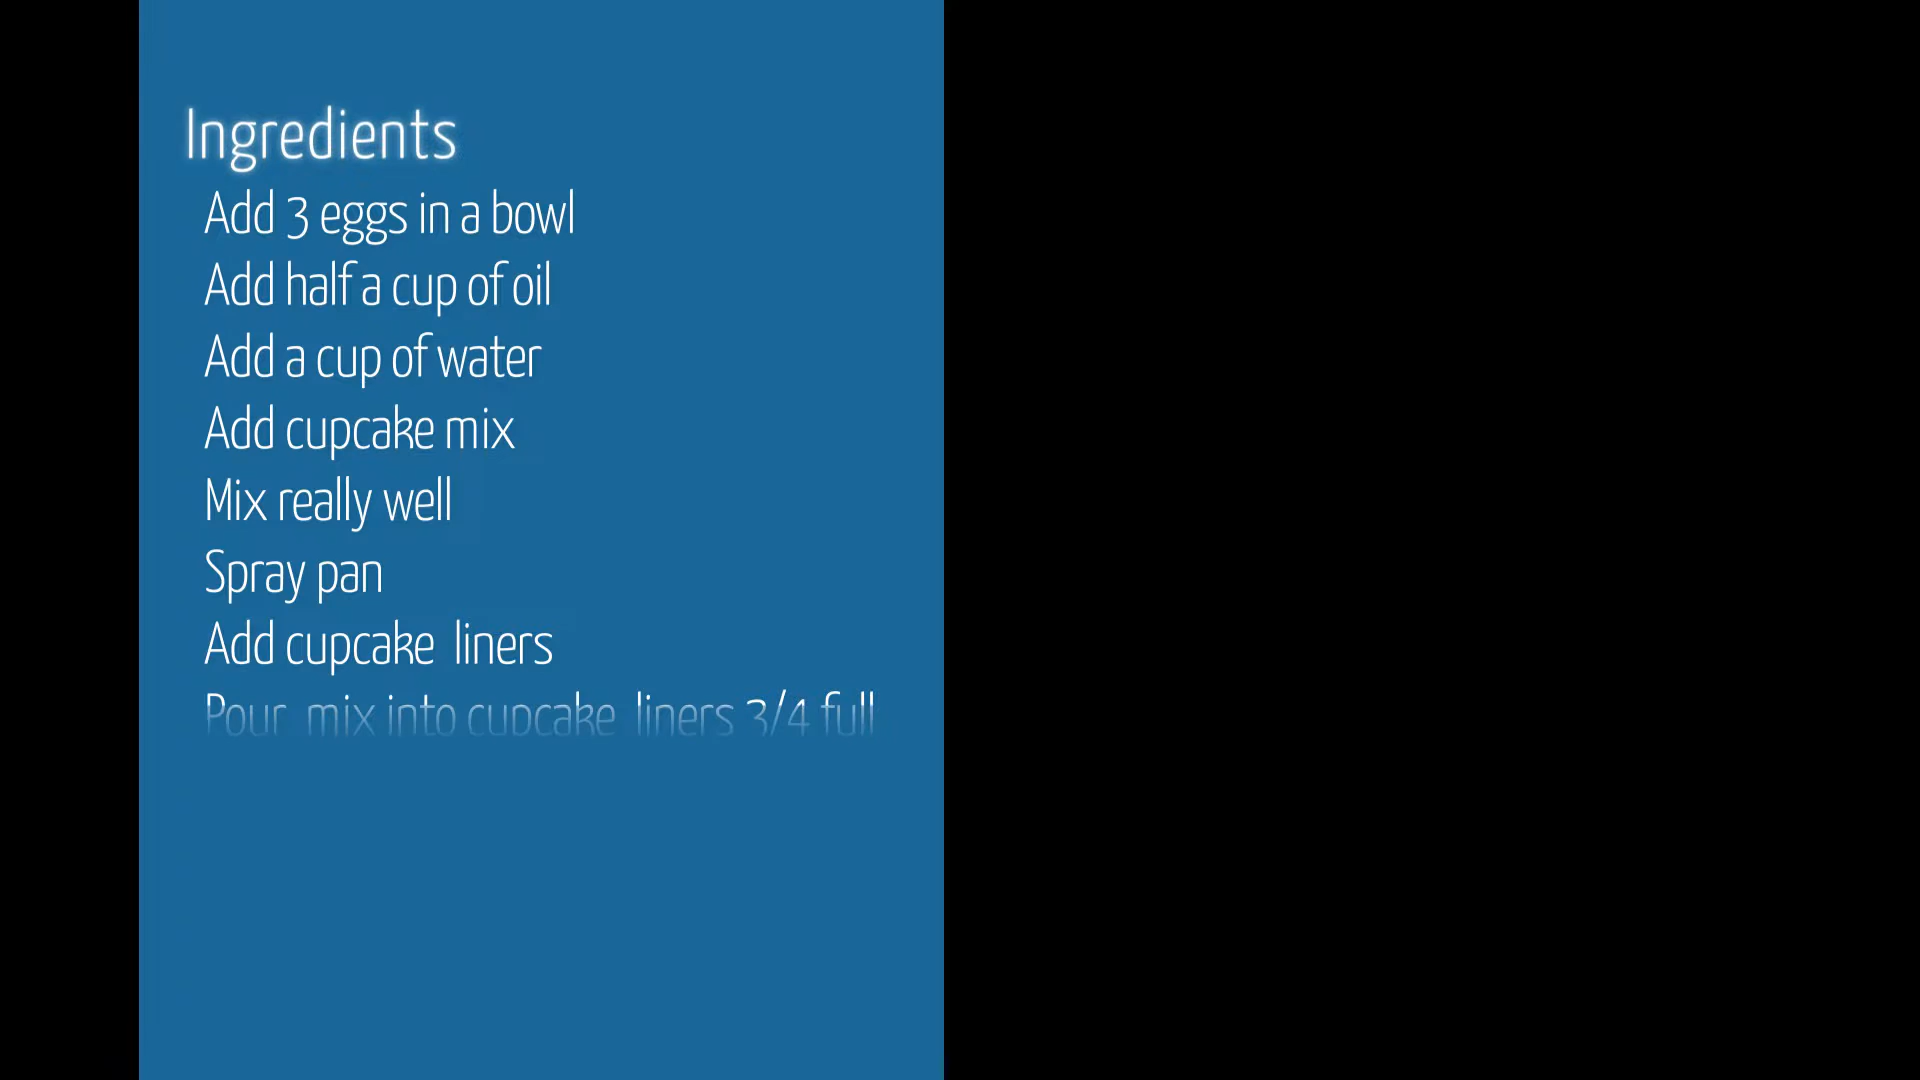 Ingredients
Add 3 eggs in a bowl
Add half a cup of oil
Add a cup of water
Add cupcake mix
Mix really well
Spray pan
Add cupcake  liners
Pour  mix into cupcake  liners 3/4 full